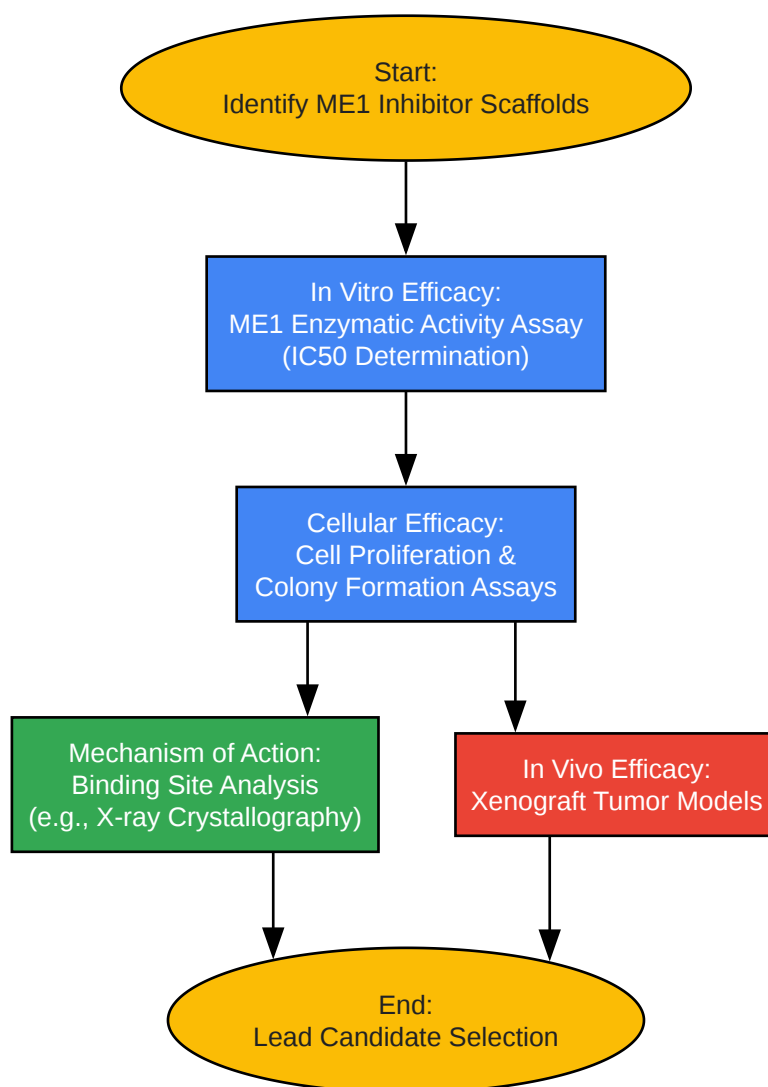 Start:
Identify ME1 Inhibitor Scaffolds
In Vitro Efficacy:
ME1 Enzymatic Activity Assay
(IC50 Determination)
Cellular Efficacy:
Cell Proliferation &
Colony Formation Assays
Mechanism of Action:
Binding Site Analysis
(e.g., X-ray Crystallography)
In Vivo Efficacy:
Xenograft Tumor Models
End:
Lead Candidate Selection